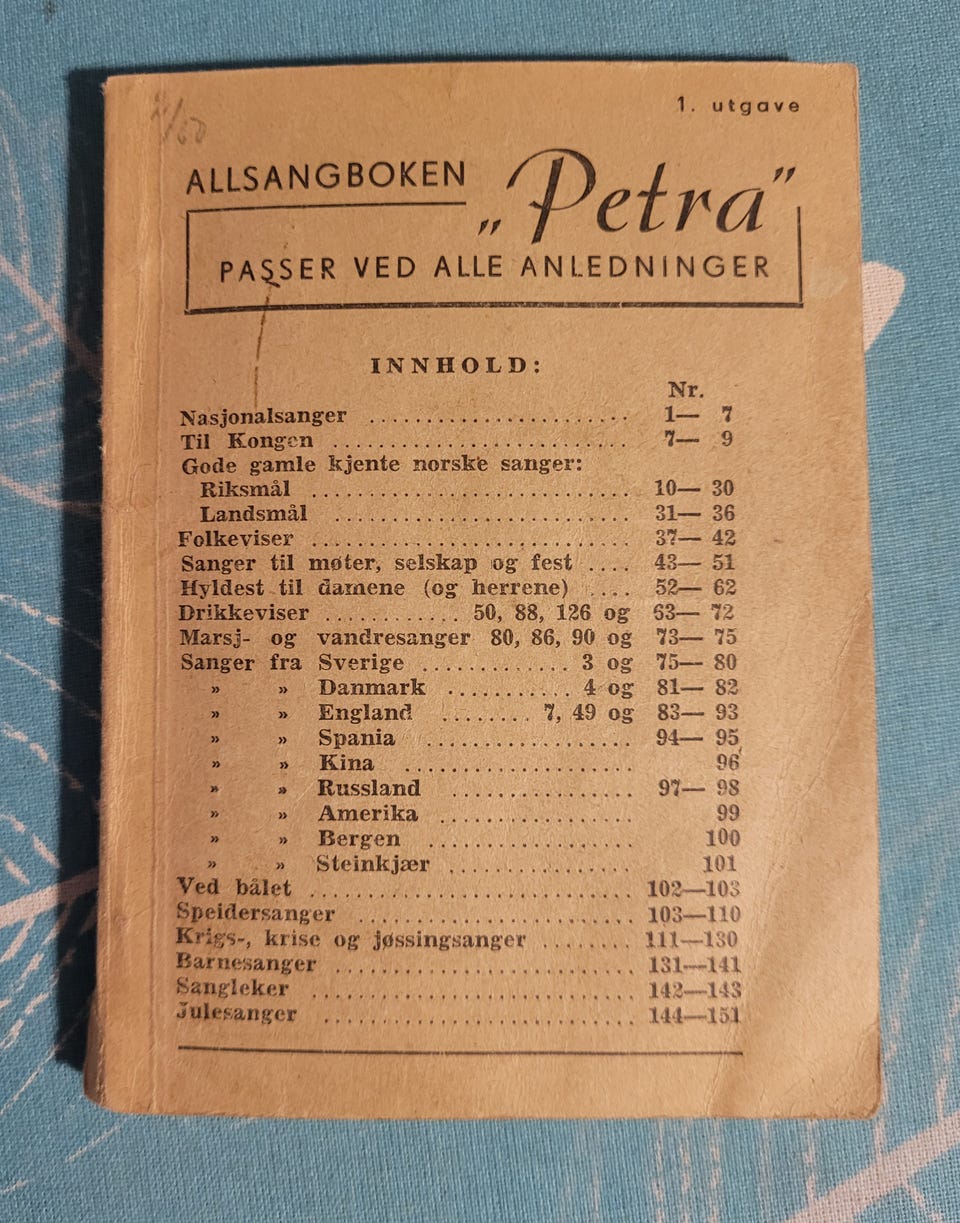 1. utgave
ALLSANGBOKEN
„Petra”
PASSER VED ALLE ANLEDNINGER
INNHOLD:
Nr.
Nasjonalsanger ............................ 1— 7
Til Kongen ............................ 7— 9
Gode gamle kjente norske sanger:
Riksmål ............................ 10— 30
Landsmål ............................ 31— 36
Folkeviser ............................ 37— 42
Sanger til møter, selskap og fest .... 43— 51
Hyldest til damene (og herrene) .... 52— 62
Drikkeviser ............ 50, 88, 126 og 63— 72
Marsj- og vandresanger 80, 86, 90 og 73— 75
Sanger fra Sverige ............. 3 og 75— 80
» » Danmark ........... 4 og 81— 82
» » England ........ 7, 49 og 83— 93
» » Spania .................. 94— 95
» » Kina .................... 96
» » Russland ................ 97— 98
» » Amerika ................. 99
» » Bergen .................. 100
» » Steinkjær ................ 101
Ved bålet ............................ 102—103
Speidersanger ......................... 103—110
Krigs-, krise og jøssingsanger ........ 111—130
Barnesanger ........................... 131—141
Sangleker ............................. 142—143
Julesanger ............................ 144—151